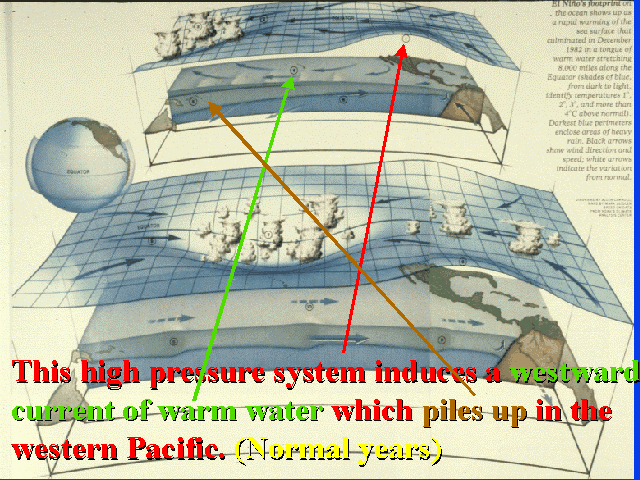 El Niño's footprint on
the ocean shows up as
a rapid warming of the
sea surface that
culminated in December
1982 in a tongue of
warm water stretching
8,000 miles along the
Equator (shades of blue,
from dark to light,
identify temperatures 1°,
2°, 3°, and more than
4°C above normal).
Darkest blue perimeters
enclose areas of heavy
rain. Black arrows
show wind direction and
speed; white arrows
indicate the variation
from normal.
EQUATOR
EQUATOR
This high pressure system induces a westward
current of warm water which piles up in the
western Pacific. (Normal years)